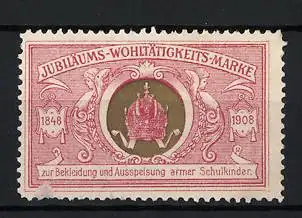 JUBILÄUMS-WOHLTÄTIGKEITS-MARKE
1848 1908
zur Bekleidung und Ausspeisung armer Schulkinder.